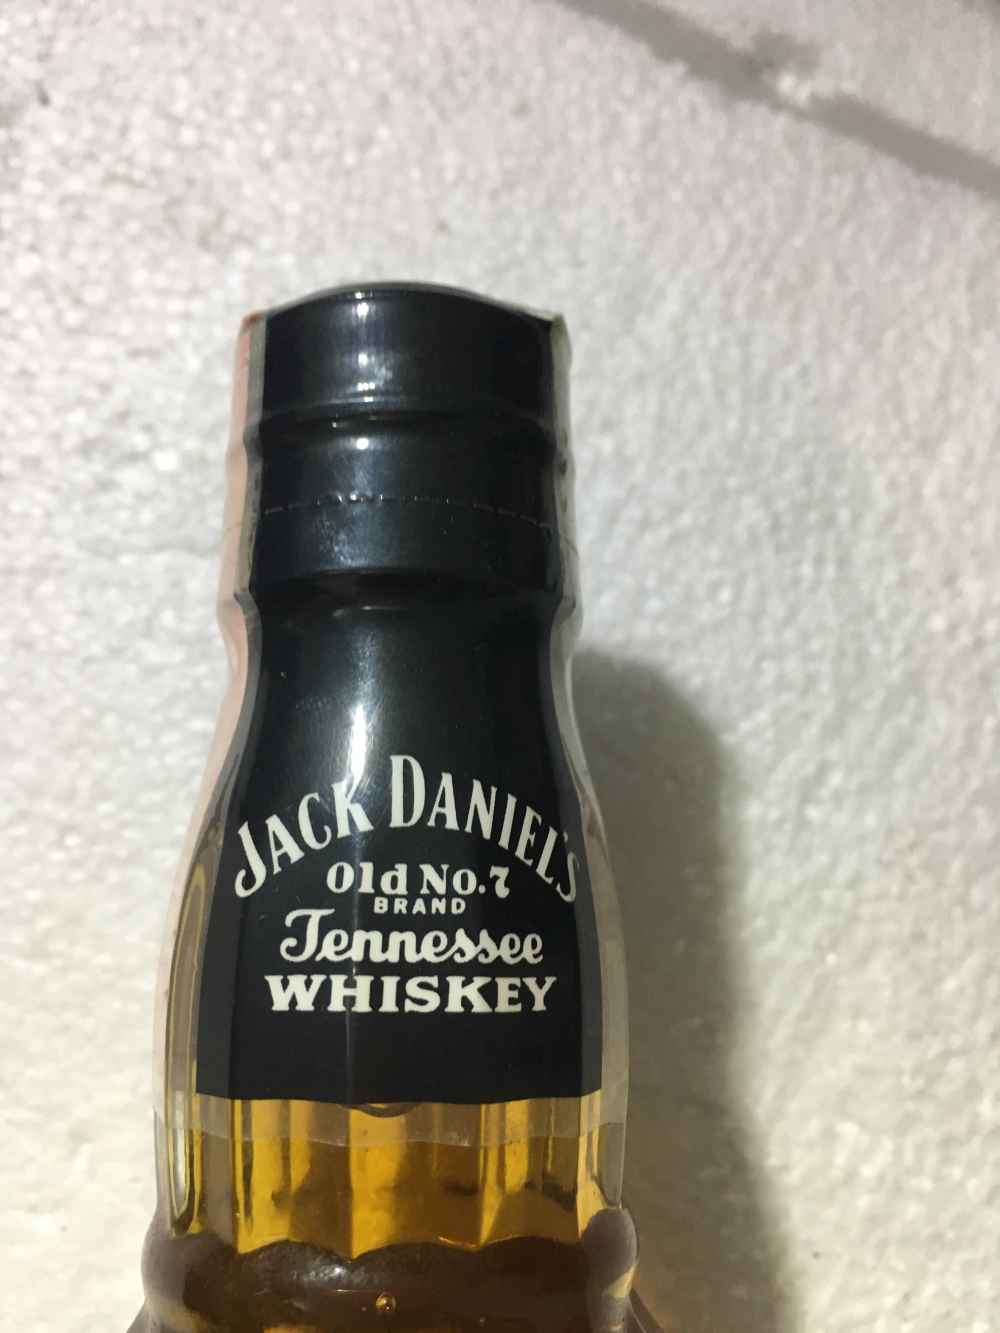 JACK DANIEL'S
Old No.7
BRAND
Tennessee
WHISKEY